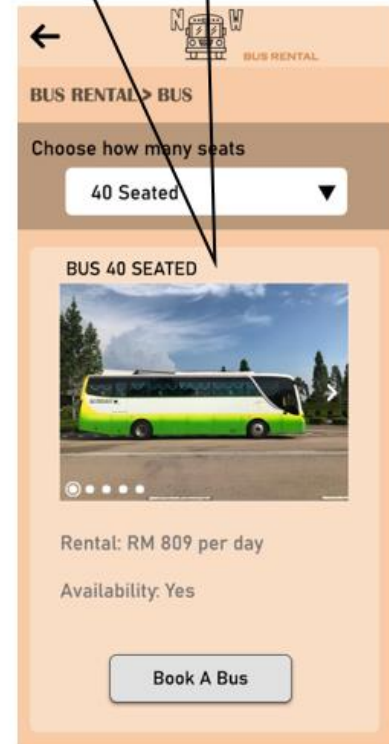 N W
BUS RENTAL
BUS RENTAL > BUS
Choose how many seats
40 Seated
BUS 40 SEATED
Rental: RM 809 per day
Availability: Yes
Book A Bus